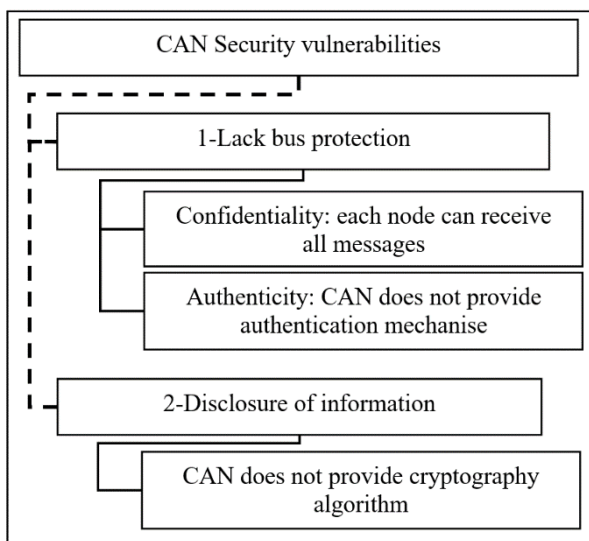 CAN Security vulnerabilities
1-Lack bus protection
Confidentiality: each node can receive
all messages
Authenticity: CAN does not provide
authentication mechanise
2-Disclosure of information
CAN does not provide cryptography
algorithm